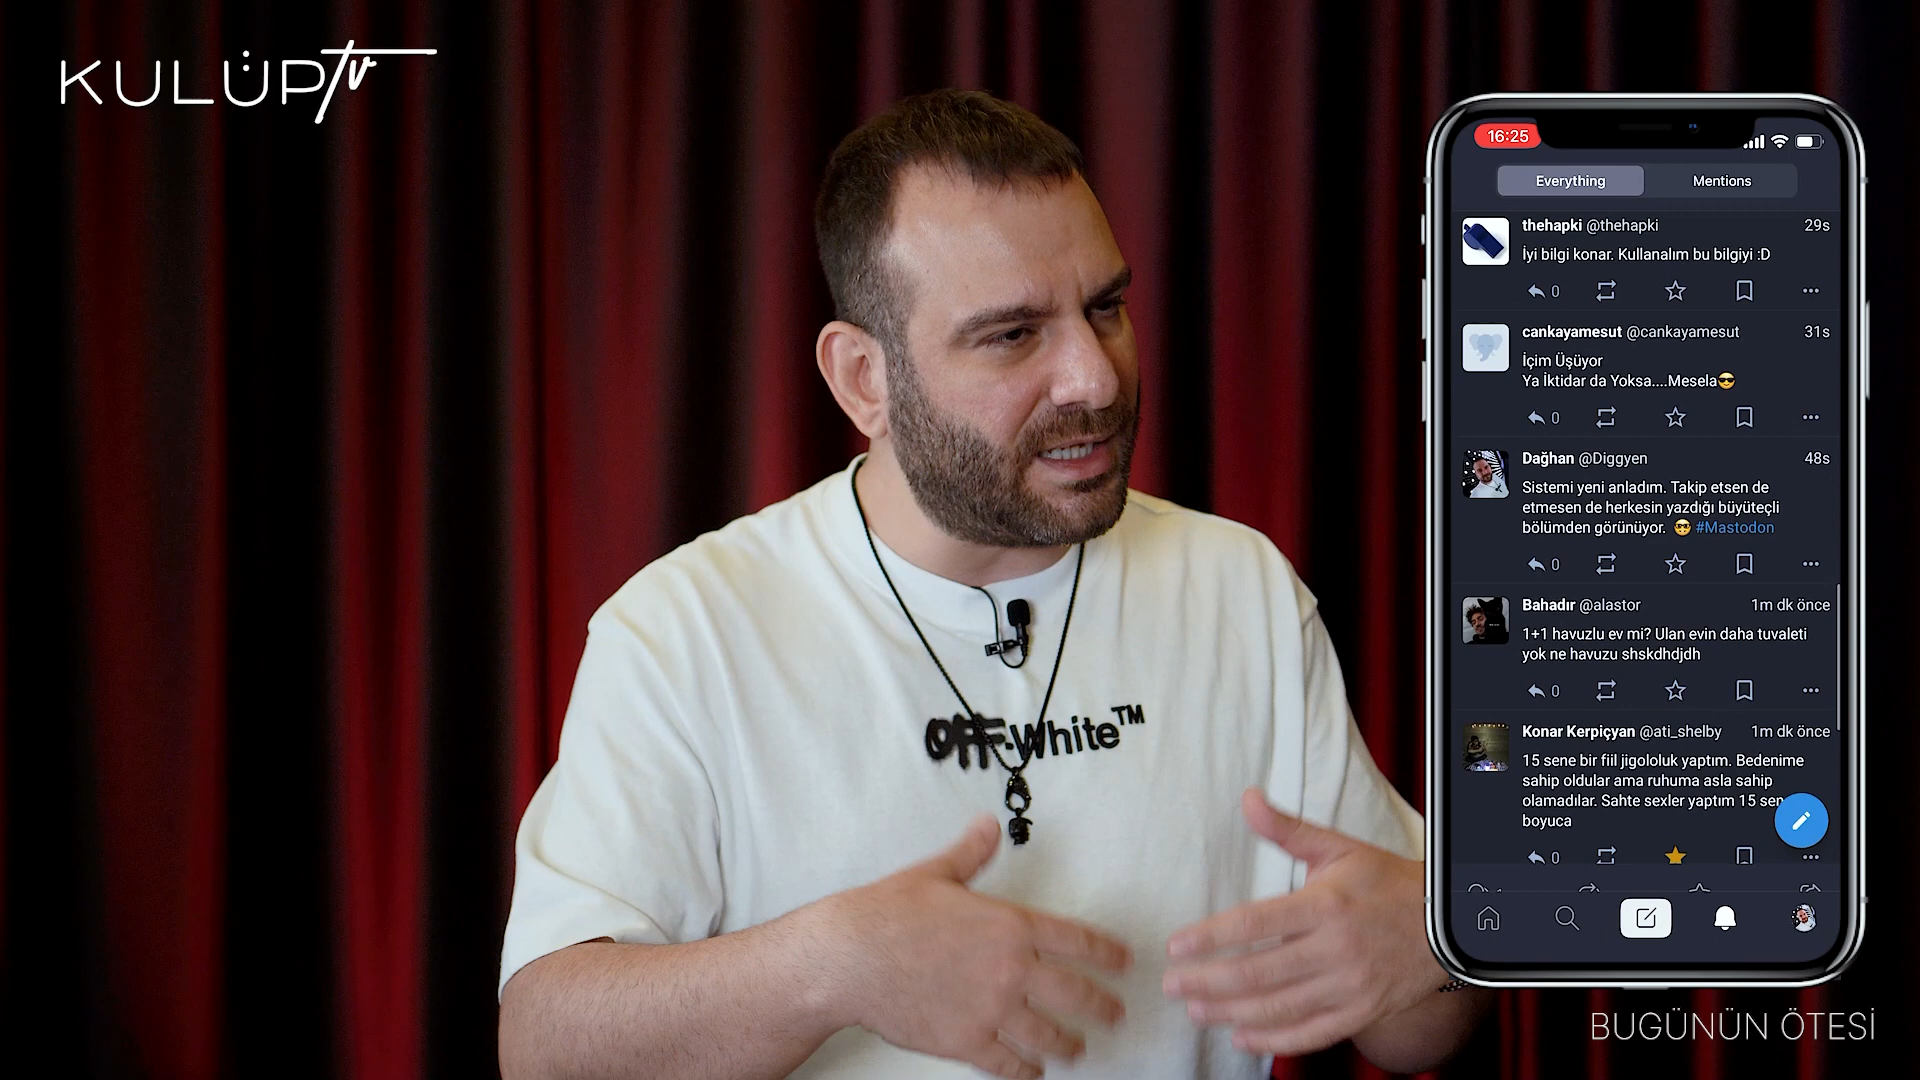 KULÜPtv
16:25
Everything
Mentions
thehapki @thehapki 29s
İyi bilgi konar. Kullanalım bu bilgiyi :D
0
cankayamesut @cankayamesut 31s
İçim Üşüyor
Ya İktidar da Yoksa....Mesela😎
0
Dağhan @Diggyen 48s
Sistemi yeni anladım. Takip etsen de
etmesen de herkesin yazdığı büyüteçli
bölümden görünüyor. 😎 #Mastodon
0
Bahadır @alastor 1m dk önce
1+1 havuzlu ev mi? Ulan evin daha tuvaleti
yok ne havuzu shskdhdjdh
0
Konar Kerpiçyan @ati_shelby 1m dk önce
15 sene bir fiil jigololuk yaptım. Bedenime
sahip oldular ama ruhuma asla sahip
olamadılar. Sahte sexler yaptım 15 sen
boyuca
0
OFF-White™
BUGÜNÜN ÖTESİ